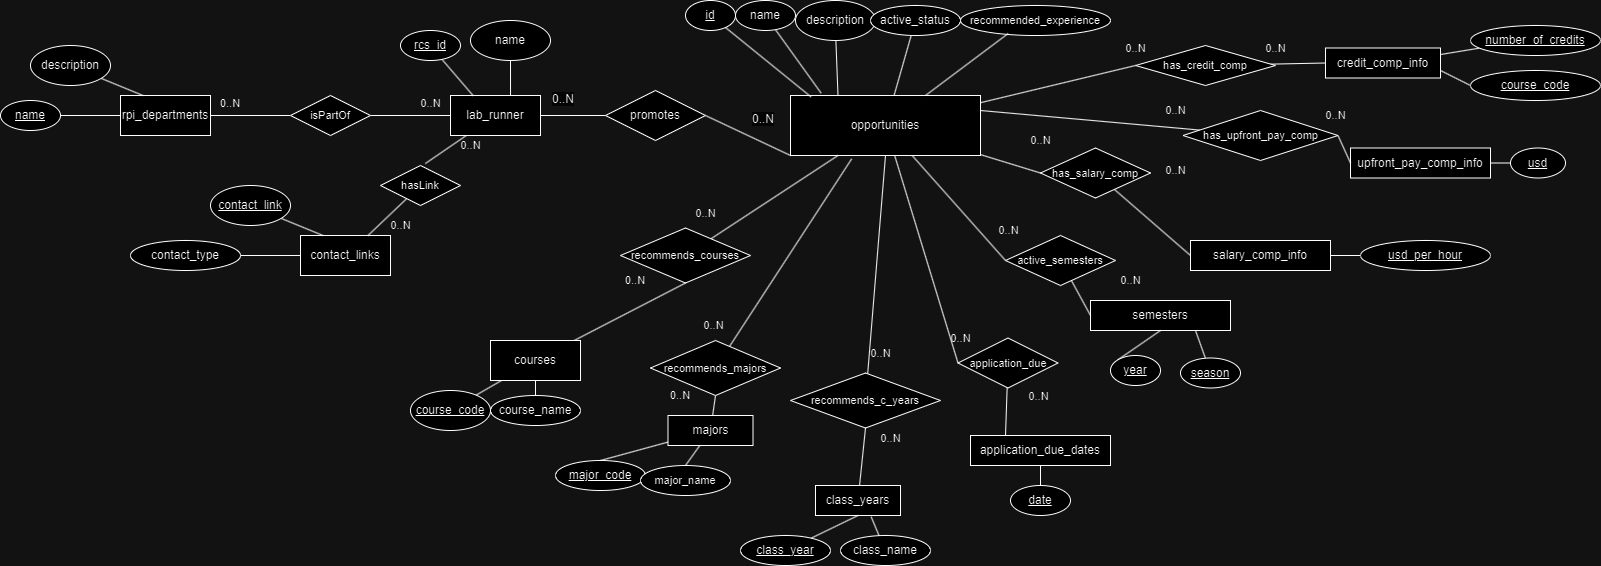 id
name
description
active_status
recommended_experience
rcs_id
name
description
name
rpi_departments
0..N
isPartOf
0..N
lab_runner
0..N
promotes
0..N
opportunities
0..N
has_credit_comp
0..N
credit_comp_info
number_of_credits
course_code
0..N
has_upfront_pay_comp
0..N
upfront_pay_comp_info
usd
0..N
has_salary_comp
0..N
salary_comp_info
usd_per_hour
0..N
hasLink
0..N
contact_link
contact_type
contact_links
0..N
recommends_courses
0..N
courses
course_code
course_name
0..N
recommends_majors
0..N
majors
major_code
major_name
0..N
recommends_c_years
0..N
class_years
class_year
class_name
0..N
application_due
0..N
application_due_dates
date
0..N
active_semesters
0..N
semesters
year
season